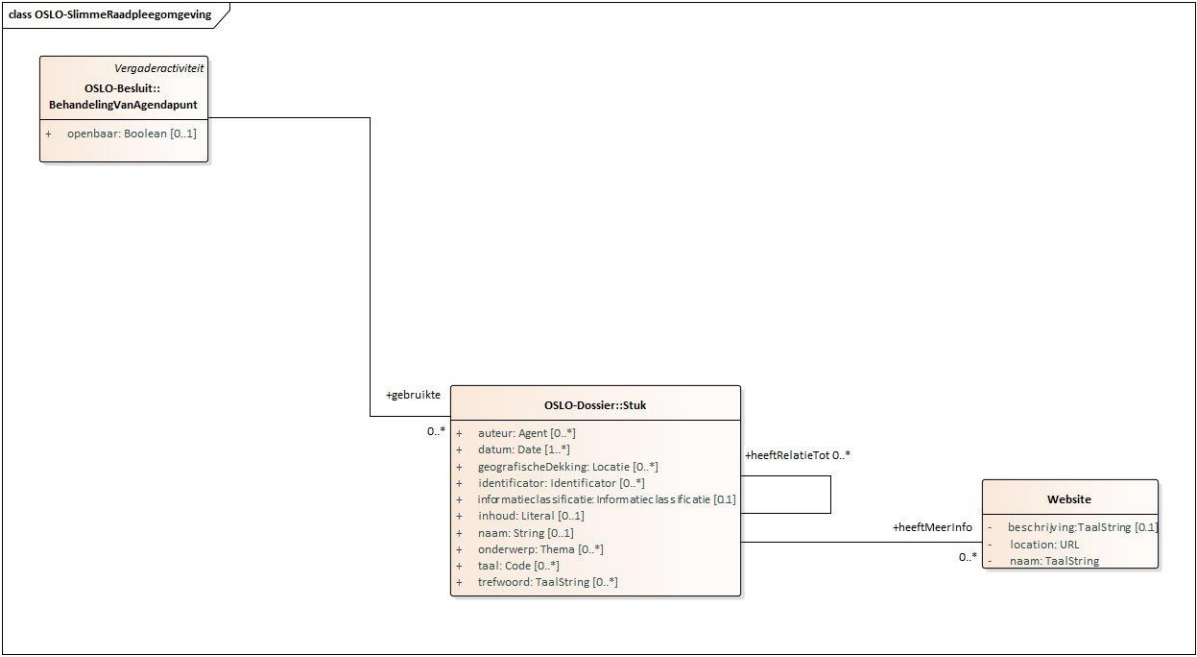 class OSLO-SlimmeRaadpleegomgeving
Vergaderactiviteit
OSLO-Besluit::
BehandelingVanAgendapunt
+ openbaar: Boolean [0..1]
+gebruikte
0..*
OSLO-Dossier::Stuk
+ auteur: Agent [0..*]
+ datum: Date [1..*]
+ geografischeDekking: Locatie [0..*]
+ identificator: Identificator [0..*]
+ informatieclassificatie: Informatieclassificatie [0.1]
+ inhoud: Literal [0..1]
+ naam: String [0..1]
+ onderwerp: Thema [0..*]
+ taal: Code [0..*]
+ trefwoord: TaalString [0..*]
+heeftRelatieTot 0..*
+heeftMeerInfo
0..*
Website
- beschrijving:TaalString [0.1]
- location: URL
- naam: TaalString